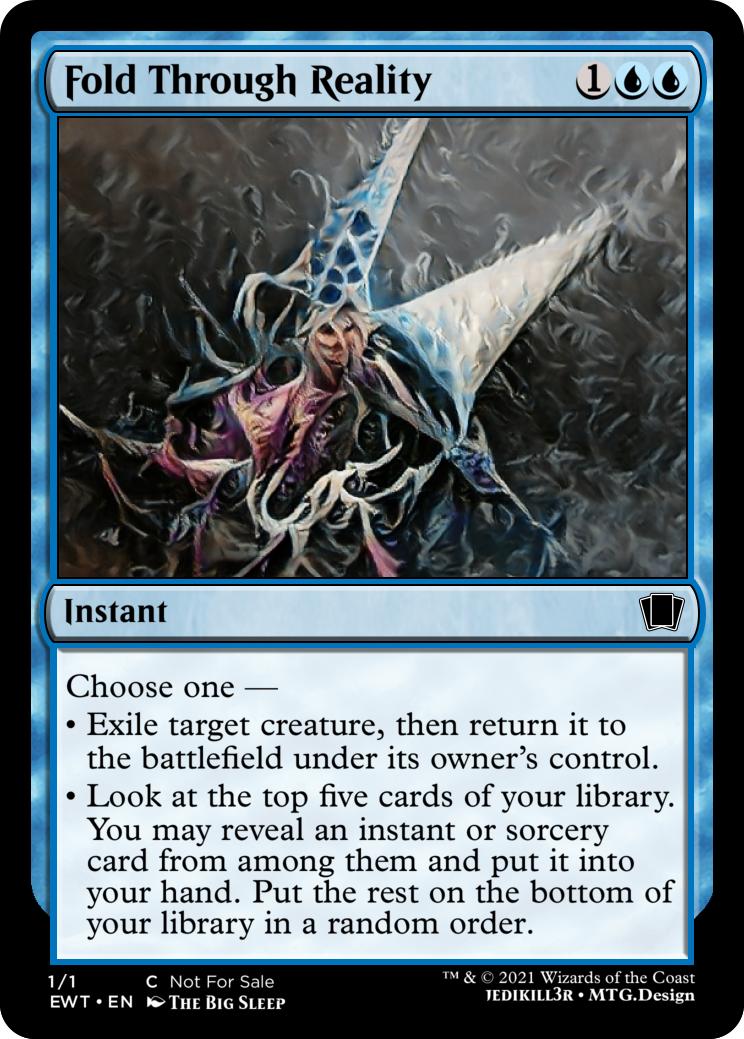 Fold Through Reality 1
Instant
Choose one —
• Exile target creature, then return it to
the battlefield under its owner's control.
• Look at the top five cards of your library.
You may reveal an instant or sorcery
card from among them and put it into
your hand. Put the rest on the bottom of
your library in a random order.
1/1 C Not For Sale ™ & © 2021 Wizards of the Coast
EWT • EN The Big Sleep JEDIKILL3R • MTG.Design